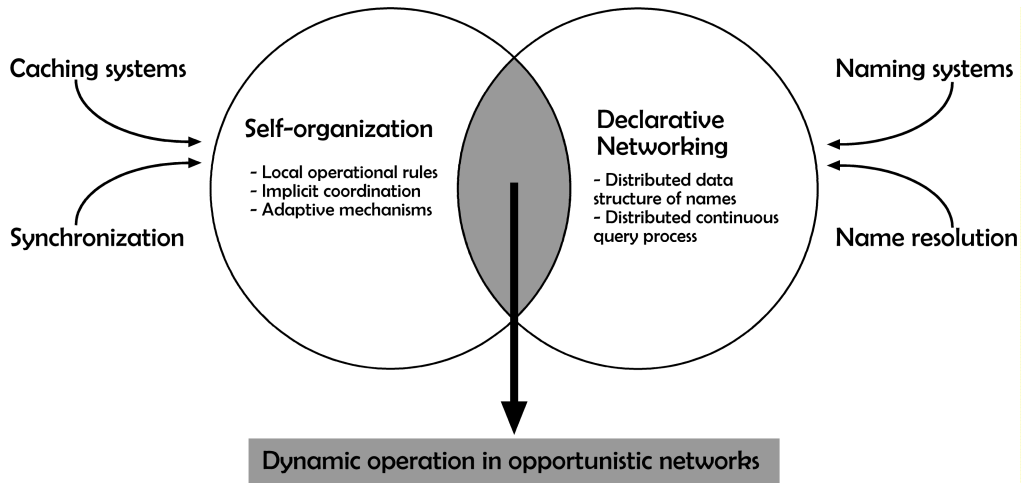 Caching systems
Naming systems
Self-organization
- Local operational rules
- Implicit coordination
- Adaptive mechanisms
Declarative
Networking
- Distributed data
structure of names
- Distributed continuous
query process
Synchronization
Name resolution
Dynamic operation in opportunistic networks